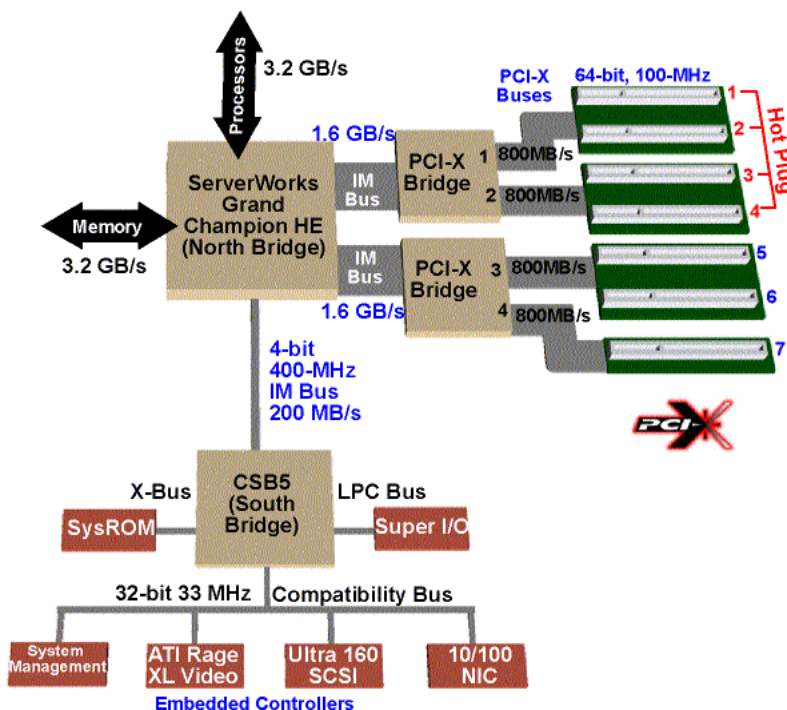 Processors
3.2 GB/s
Memory
3.2 GB/s
ServerWorks
Grand
Champion HE
(North Bridge)
1.6 GB/s
IM
Bus
IM
Bus
1.6 GB/s
PCI-X
Bridge
1
2
PCI-X
Bridge
3
4
PCI-X
Buses
64-bit, 100-MHz
800MB/s
800MB/s
800MB/s
800MB/s
1
2
3
4
Hot Plug
5
6
7
PCI-X
4-bit
400-MHz
IM Bus
200 MB/s
CSB5
(South
Bridge)
X-Bus
LPC Bus
SysROM
Super I/O
32-bit 33 MHz
Compatibility Bus
System
Management
ATI Rage
XL Video
Ultra 160
SCSI
10/100
NIC
Embedded Controllers